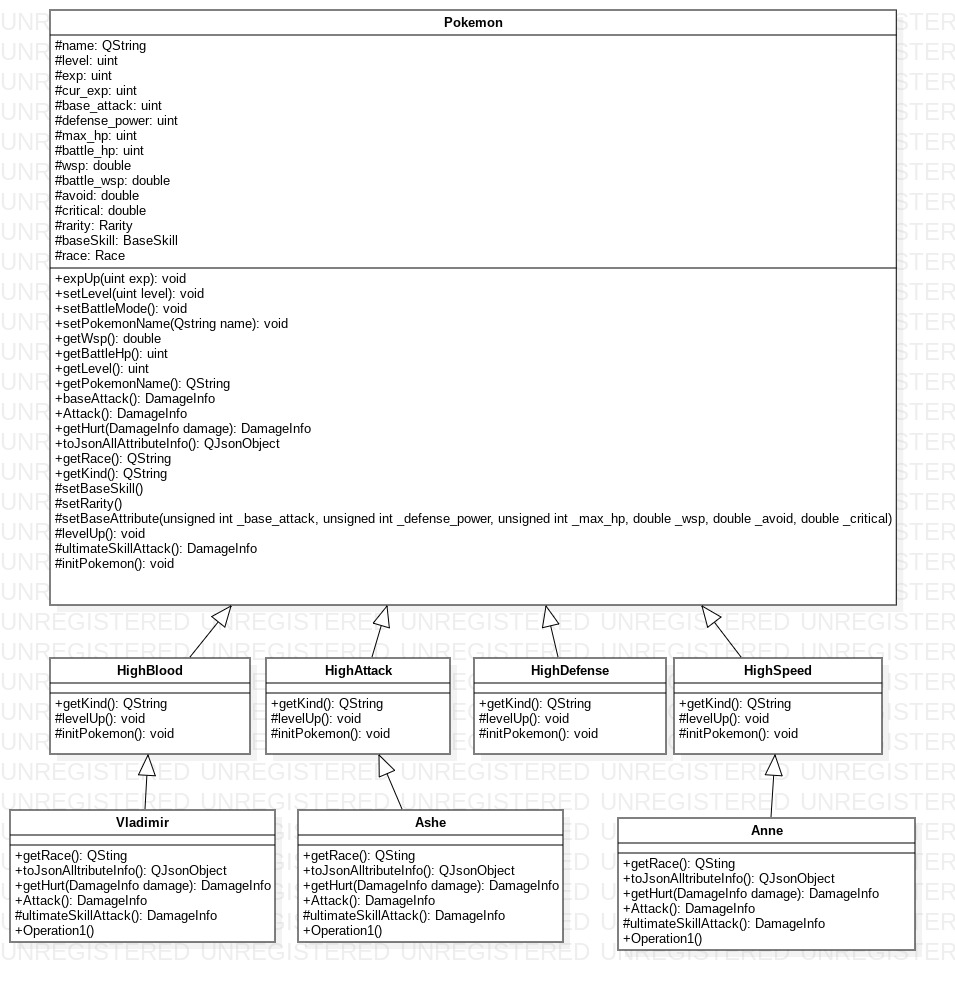 Pokemon
#name: QString
#level: uint
#exp: uint
#cur_exp: uint
#base_attack: uint
#defense_power: uint
#max_hp: uint
#battle_hp: uint
#wsp: double
#battle_wsp: double
#avoid: double
#critical: double
#rarity: Rarity
#baseSkill: BaseSkill
#race: Race
+expUp(uint exp): void
+setLevel(uint level): void
+setBattleMode(): void
+setPokemonName(Qstring name): void
+getWsp(): double
+getBattleHp(): uint
+getLevel(): uint
+getPokemonName(): QString
+baseAttack(): DamageInfo
+Attack(): DamageInfo
+getHurt(DamageInfo damage): DamageInfo
+toJsonAllAttributeInfo(): QJsonObject
+getRace(): QString
+getKind(): QString
#setBaseSkill()
#setRarity()
#setBaseAttribute(unsigned int _base_attack, unsigned int _defense_power, unsigned int _max_hp, double _wsp, double _avoid, double _critical)
#levelUp(): void
#ultimateSkillAttack(): DamageInfo
#initPokemon(): void
HighBlood
+getKind(): QString
#levelUp(): void
#initPokemon(): void
HighAttack
+getKind(): QString
#levelUp(): void
#initPokemon(): void
HighDefense
+getKind(): QString
#levelUp(): void
#initPokemon(): void
HighSpeed
+getKind(): QString
#levelUp(): void
#initPokemon(): void
Vladimir
+getRace(): QSting
+toJsonAlltributeInfo(): QJsonObject
+getHurt(DamageInfo damage): DamageInfo
+Attack(): DamageInfo
#ultimateSkillAttack(): DamageInfo
+Operation1()
Ashe
+getRace(): QSting
+toJsonAlltributeInfo(): QJsonObject
+getHurt(DamageInfo damage): DamageInfo
+Attack(): DamageInfo
#ultimateSkillAttack(): DamageInfo
+Operation1()
Anne
+getRace(): QSting
+toJsonAlltributeInfo(): QJsonObject
+getHurt(DamageInfo damage): DamageInfo
+Attack(): DamageInfo
#ultimateSkillAttack(): DamageInfo
+Operation1()
UNREGISTERED UNREGISTERED UNREGISTERED UNREGISTERED UNREGISTERED